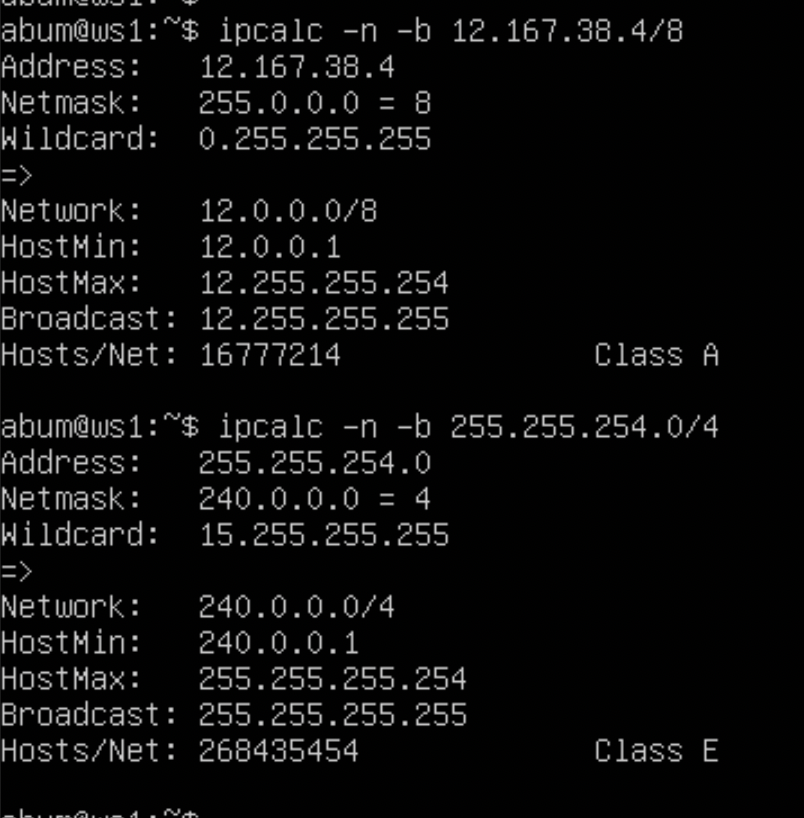 abum@ws1:~$
abum@ws1:~$ ipcalc -n -b 12.167.38.4/8
Address:   12.167.38.4
Netmask:   255.0.0.0 = 8
Wildcard:  0.255.255.255
=>
Network:   12.0.0.0/8
HostMin:   12.0.0.1
HostMax:   12.255.255.254
Broadcast: 12.255.255.255
Hosts/Net: 16777214              Class A
abum@ws1:~$ ipcalc -n -b 255.255.254.0/4
Address:   255.255.254.0
Netmask:   240.0.0.0 = 4
Wildcard:  15.255.255.255
=>
Network:   240.0.0.0/4
HostMin:   240.0.0.1
HostMax:   255.255.255.254
Broadcast: 255.255.255.255
Hosts/Net: 268435454             Class E
abum@ws1:~$